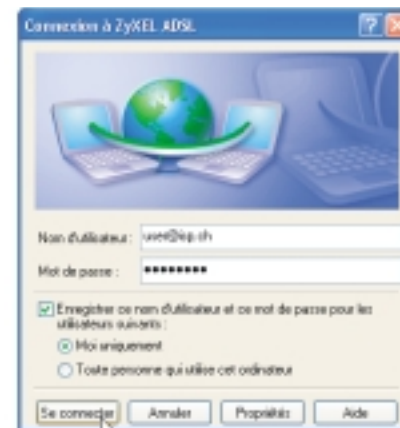 Connexion à ZyXEL ADSL
Nom d'utilisateur : user@isp.ch
Mot de passe : ••••••••
Enregistrer ce nom d'utilisateur et ce mot de passe pour les
utilisateurs suivants :
Moi uniquement
Toute personne qui utilise cet ordinateur
Se connecter Annuler Propriétés Aide